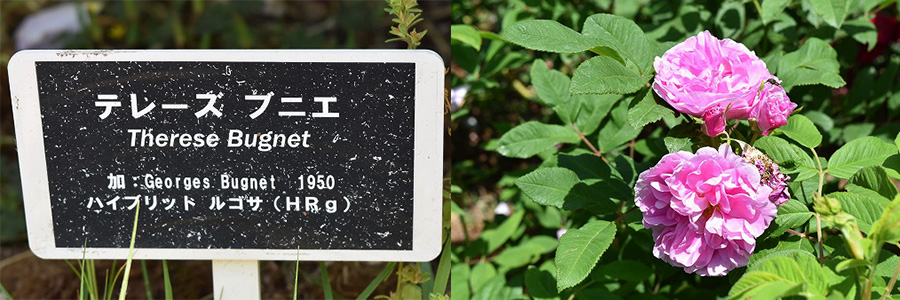 テレーズ ブニエ
Therese Bugnet
加：Georges Bugnet 1950
ハイブリッド ルゴサ（HRg）